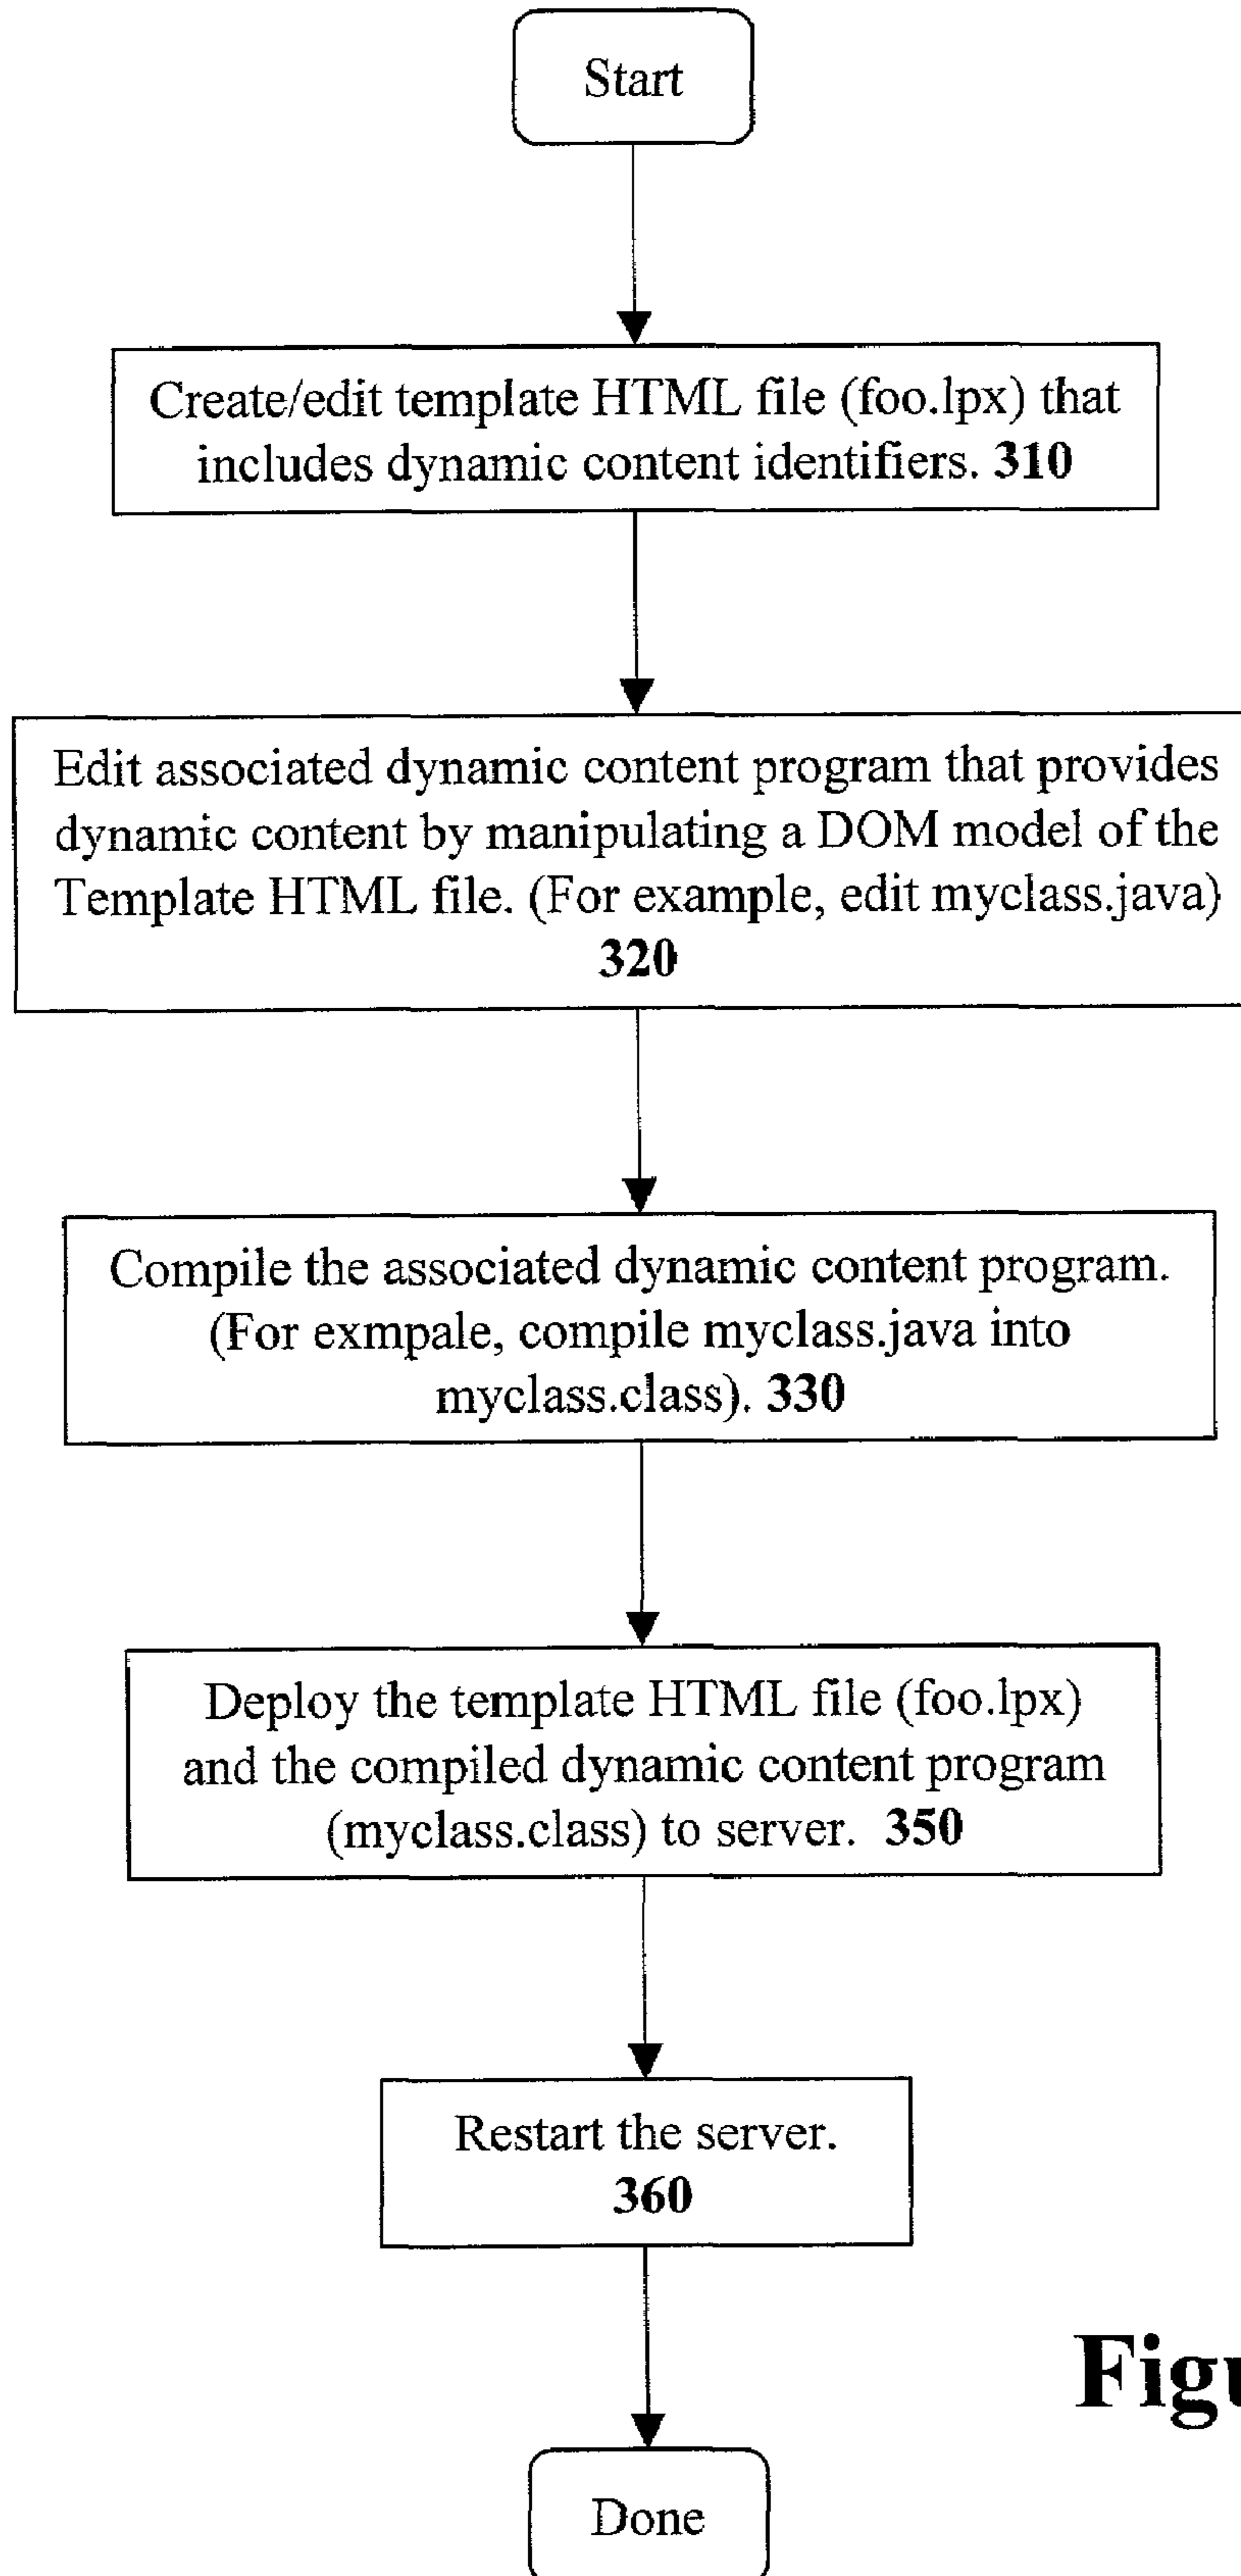 Start
Create/edit template HTML file (foo.lpx) that
includes dynamic content identifiers. 310
Edit associated dynamic content program that provides
dynamic content by manipulating a DOM model of the
Template HTML file. (For example, edit myclass.java)
320
Compile the associated dynamic content program.
(For exmpale, compile myclass.java into
myclass.class). 330
Deploy the template HTML file (foo.lpx)
and the compiled dynamic content program
(myclass.class) to server. 350
Restart the server.
360
Done